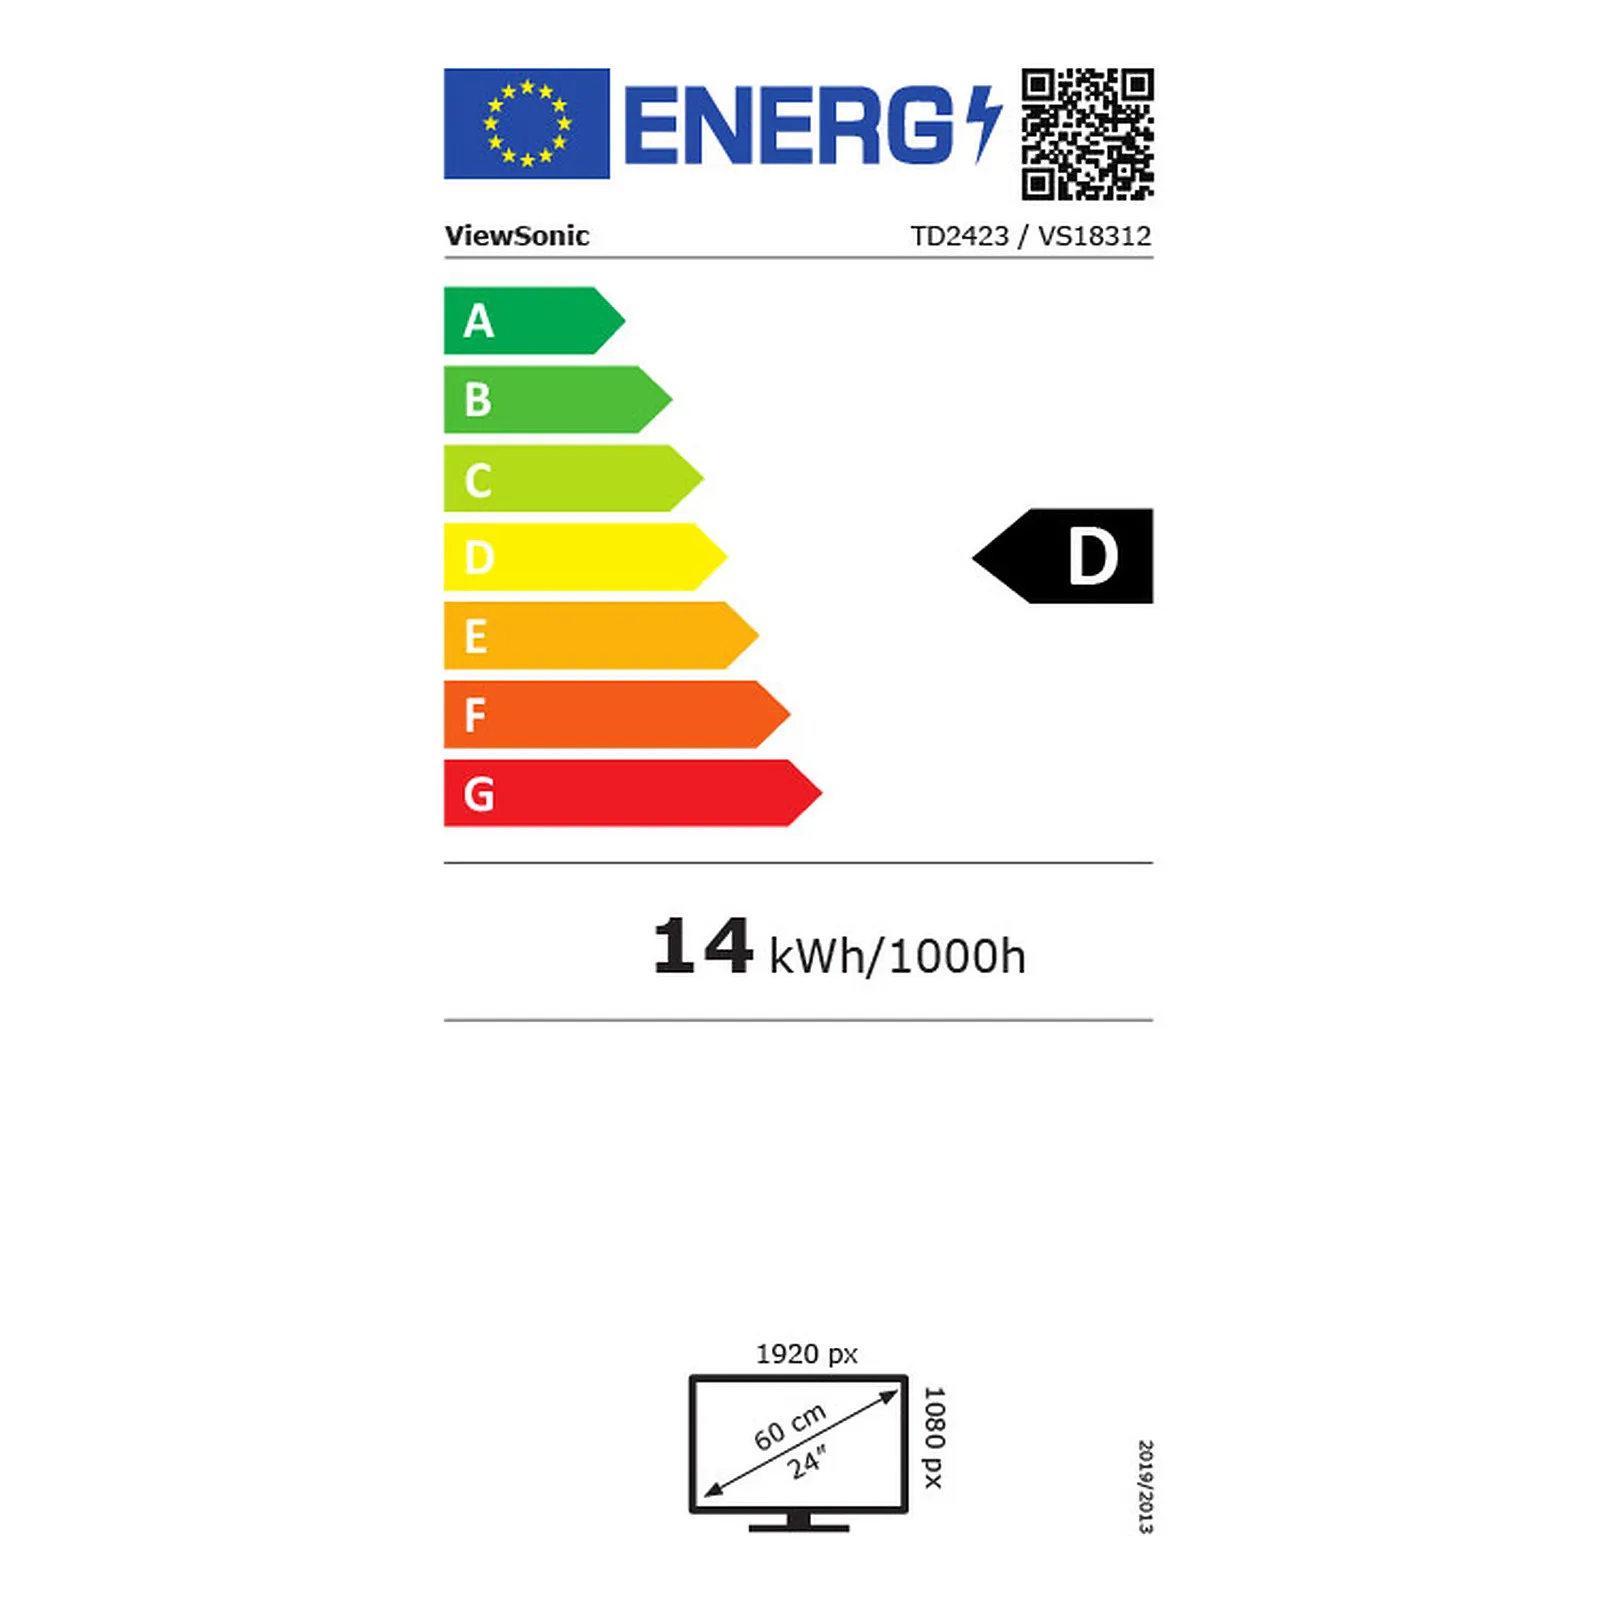 ENERG
ViewSonic
TD2423 / VS18312
A
B
C
D
D
E
F
G
14 kWh/1000h
1920 px
1080 px
60 cm
24"
2019/2013